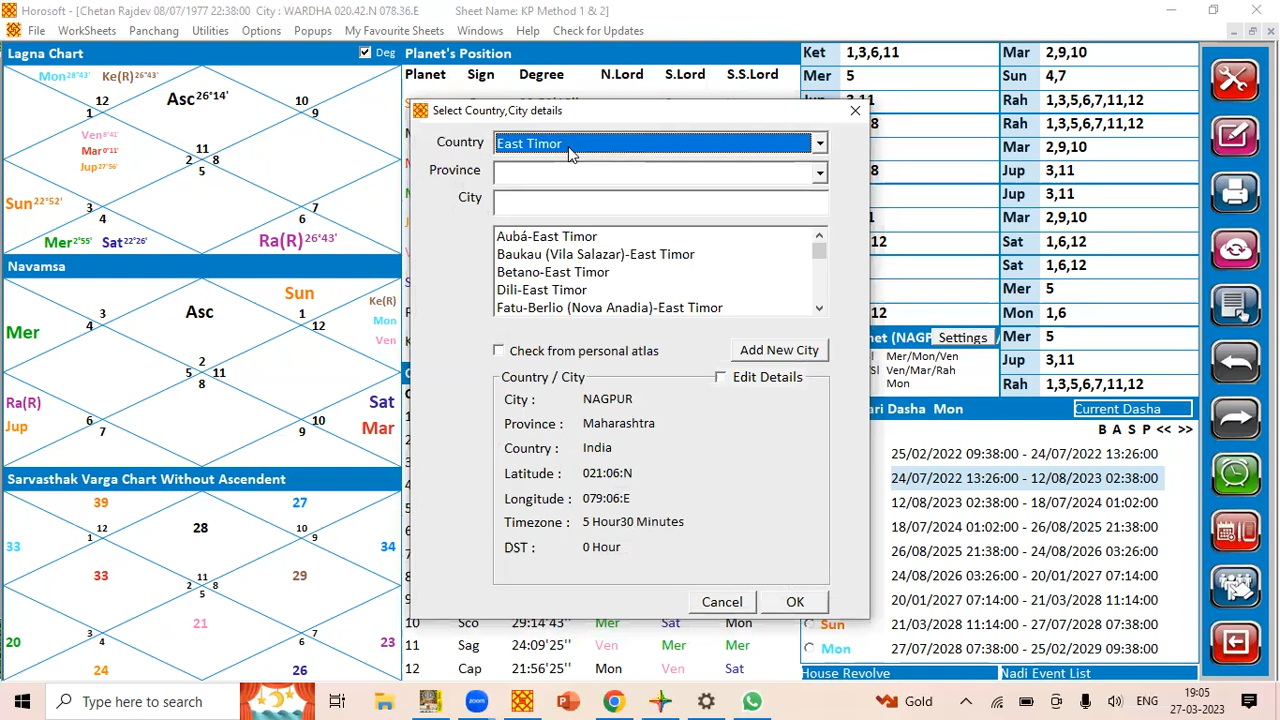 Horosoft - [Chetan Rajdev 08/07/1977 22:38:00 City : WARDHA 020.42.N 078.36.E Sheet Name: KP Method 1 & 2]
File WorkSheets Panchang Utilities Options Popups My Favourite Sheets Windows Help Check for Updates
Lagna Chart
Deg
Mon28°43' Ke(R)26°43'
12
Asc26°14'
10
1
9
Ven8°41'
Mar0°11'
Jup27°56'
11
2 8
5
Sun22°52'
3
4
6
7
Mer2°55' Sat22°26'
Ra(R)26°43'
Navamsa
Sun
Ke(R)
Asc
Mer
3
4
1
12
Mon
Ven
2
5 11
8
Ra(R)
Jup
6
7
10
9
Sat
Mar
Sarvasthak Varga Chart Without Ascendent
39
27
12
1
28
10
9
33
34
33
29
11
2 8
5
21
20
3
4
6
7
23
24
26
Planet's Position
Planet Sign Degree N.Lord S.Lord S.S.Lord
Select Country,City details
Country East Timor
Province
City
Aubá-East Timor
Baukau (Vila Salazar)-East Timor
Betano-East Timor
Dili-East Timor
Fatu-Berlio (Nova Anadia)-East Timor
Check from personal atlas
Add New City
Country / City
Edit Details
City : NAGPUR
Province : Maharashtra
Country : India
Latitude : 021:06:N
Longitude : 079:06:E
Timezone : 5 Hour30 Minutes
DST : 0 Hour
Cancel OK
10 Sco 29:14'43'' Mer Sat Mon
11 Sag 24:09'25'' Ven Mer Mer
12 Cap 21:56'25'' Mon Ven Sat
Ket 1,3,6,11
Mer 5
Mar 2,9,10
Sun 4,7
Rah 1,3,5,6,7,11,12
Rah 1,3,5,6,7,11,12
Mar 2,9,10
Jup 3,11
Jup 3,11
Mar 2,9,10
Sat 1,6,12
Sat 1,6,12
Mer 5
Mon 1,6
Mer 5
Jup 3,11
Rah 1,3,5,6,7,11,12
Settings
Mer/Mon/Ven
Ven/Mar/Rah
Mon
Dasha Mon
Current Dasha
B A S P << >>
25/02/2022 09:38:00 - 24/07/2022 13:26:00
24/07/2022 13:26:00 - 12/08/2023 02:38:00
12/08/2023 02:38:00 - 18/07/2024 01:02:00
18/07/2024 01:02:00 - 26/08/2025 21:38:00
26/08/2025 21:38:00 - 24/08/2026 03:26:00
24/08/2026 03:26:00 - 20/01/2027 07:14:00
20/01/2027 07:14:00 - 21/03/2028 11:14:00
Sun 21/03/2028 11:14:00 - 27/07/2028 07:38:00
Mon 27/07/2028 07:38:00 - 25/02/2029 09:38:00
House Revolve
Nadi Event List
Type here to search
Gold
ENG
19:05
27-03-2023